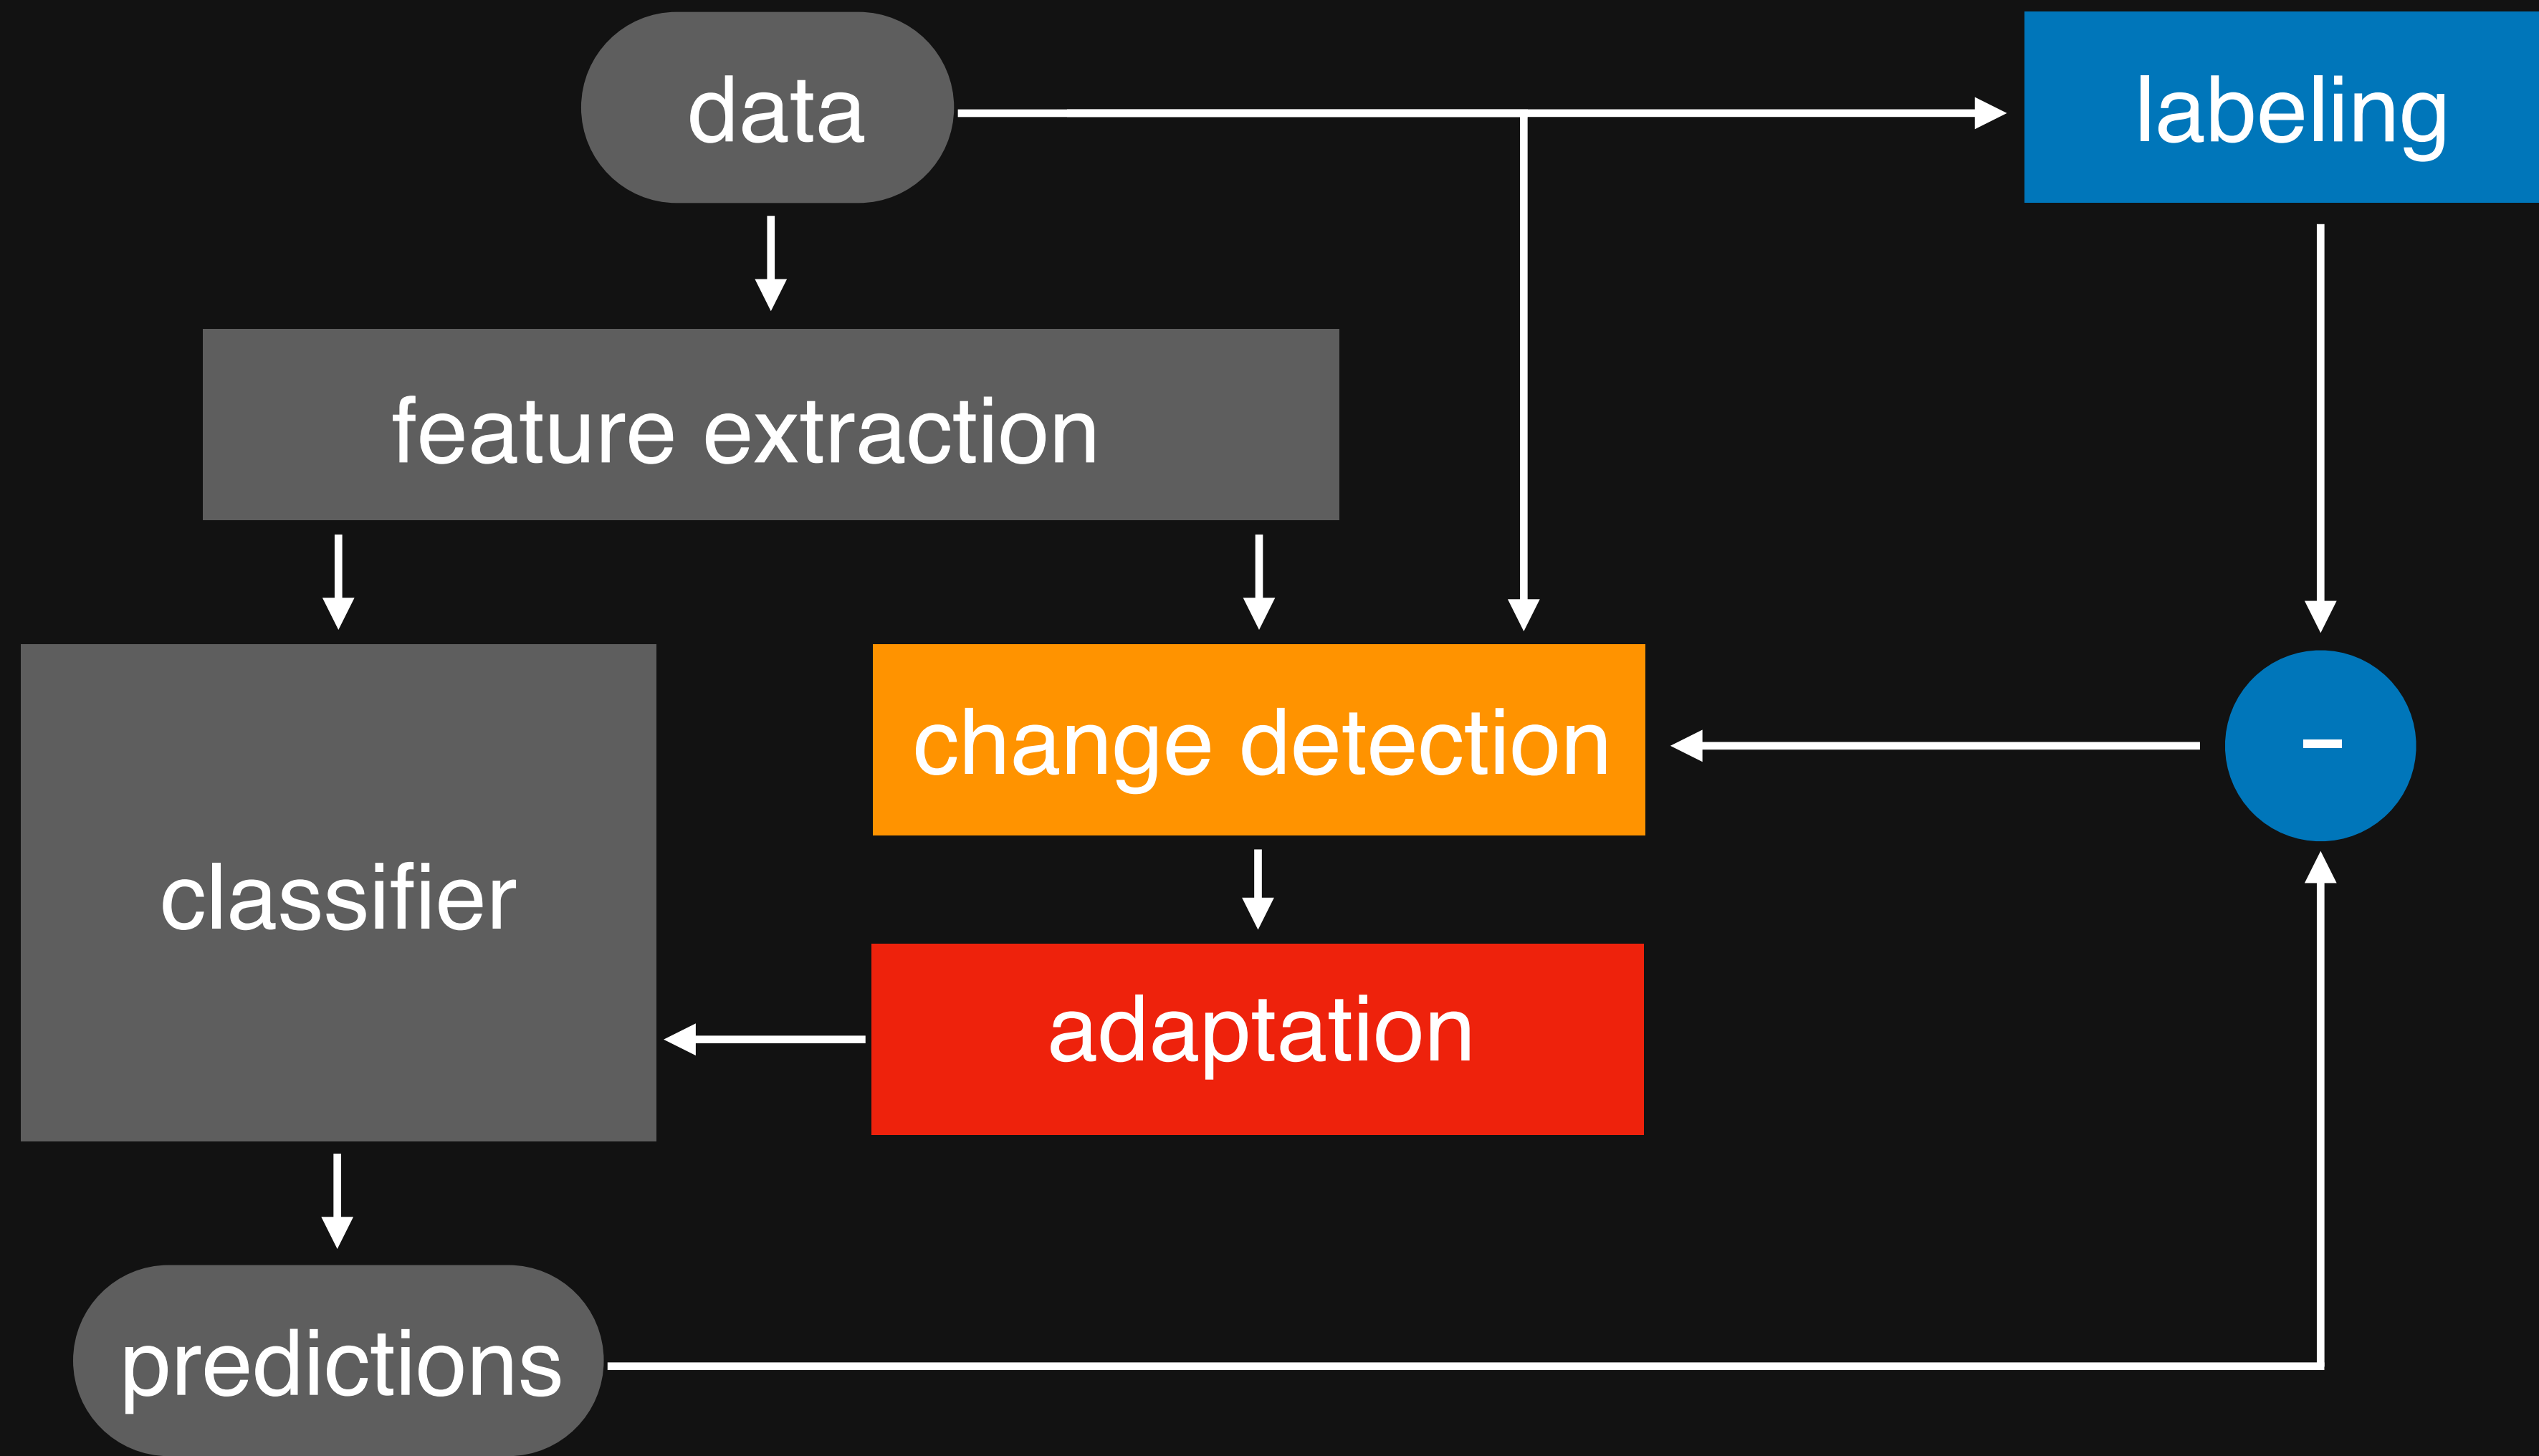 data
labeling
feature extraction
change detection
-
classifier
adaptation
predictions